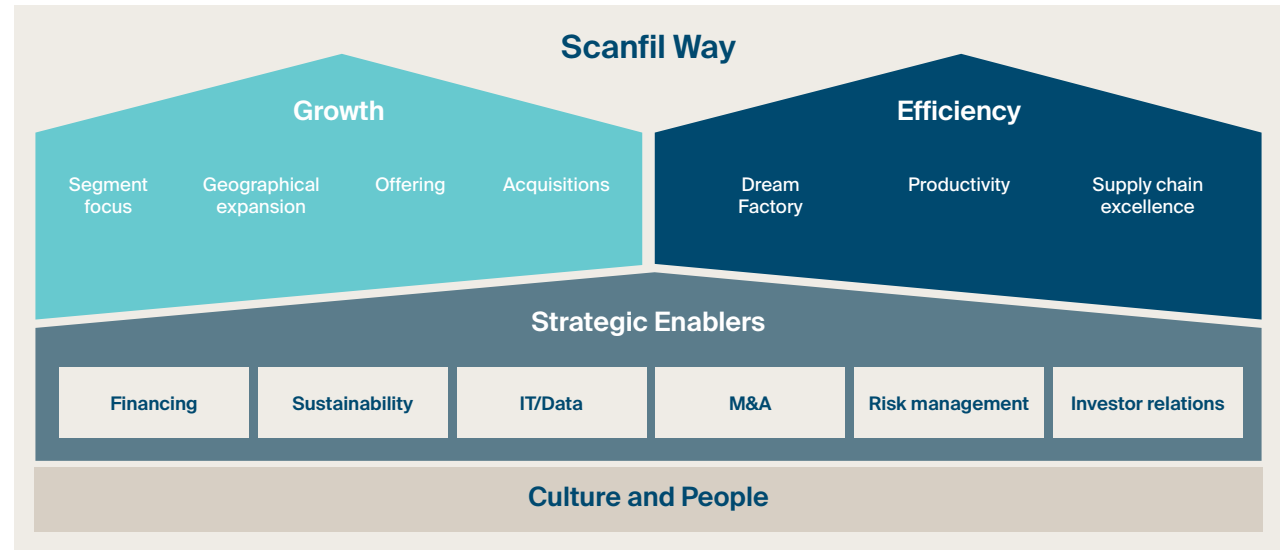 Scanfil Way
Growth
Segment
focus
Geographical
expansion
Offering
Acquisitions
Efficiency
Dream
Factory
Productivity
Supply chain
excellence
Strategic Enablers
Financing
Sustainability
IT/Data
M&A
Risk management
Investor relations
Culture and People